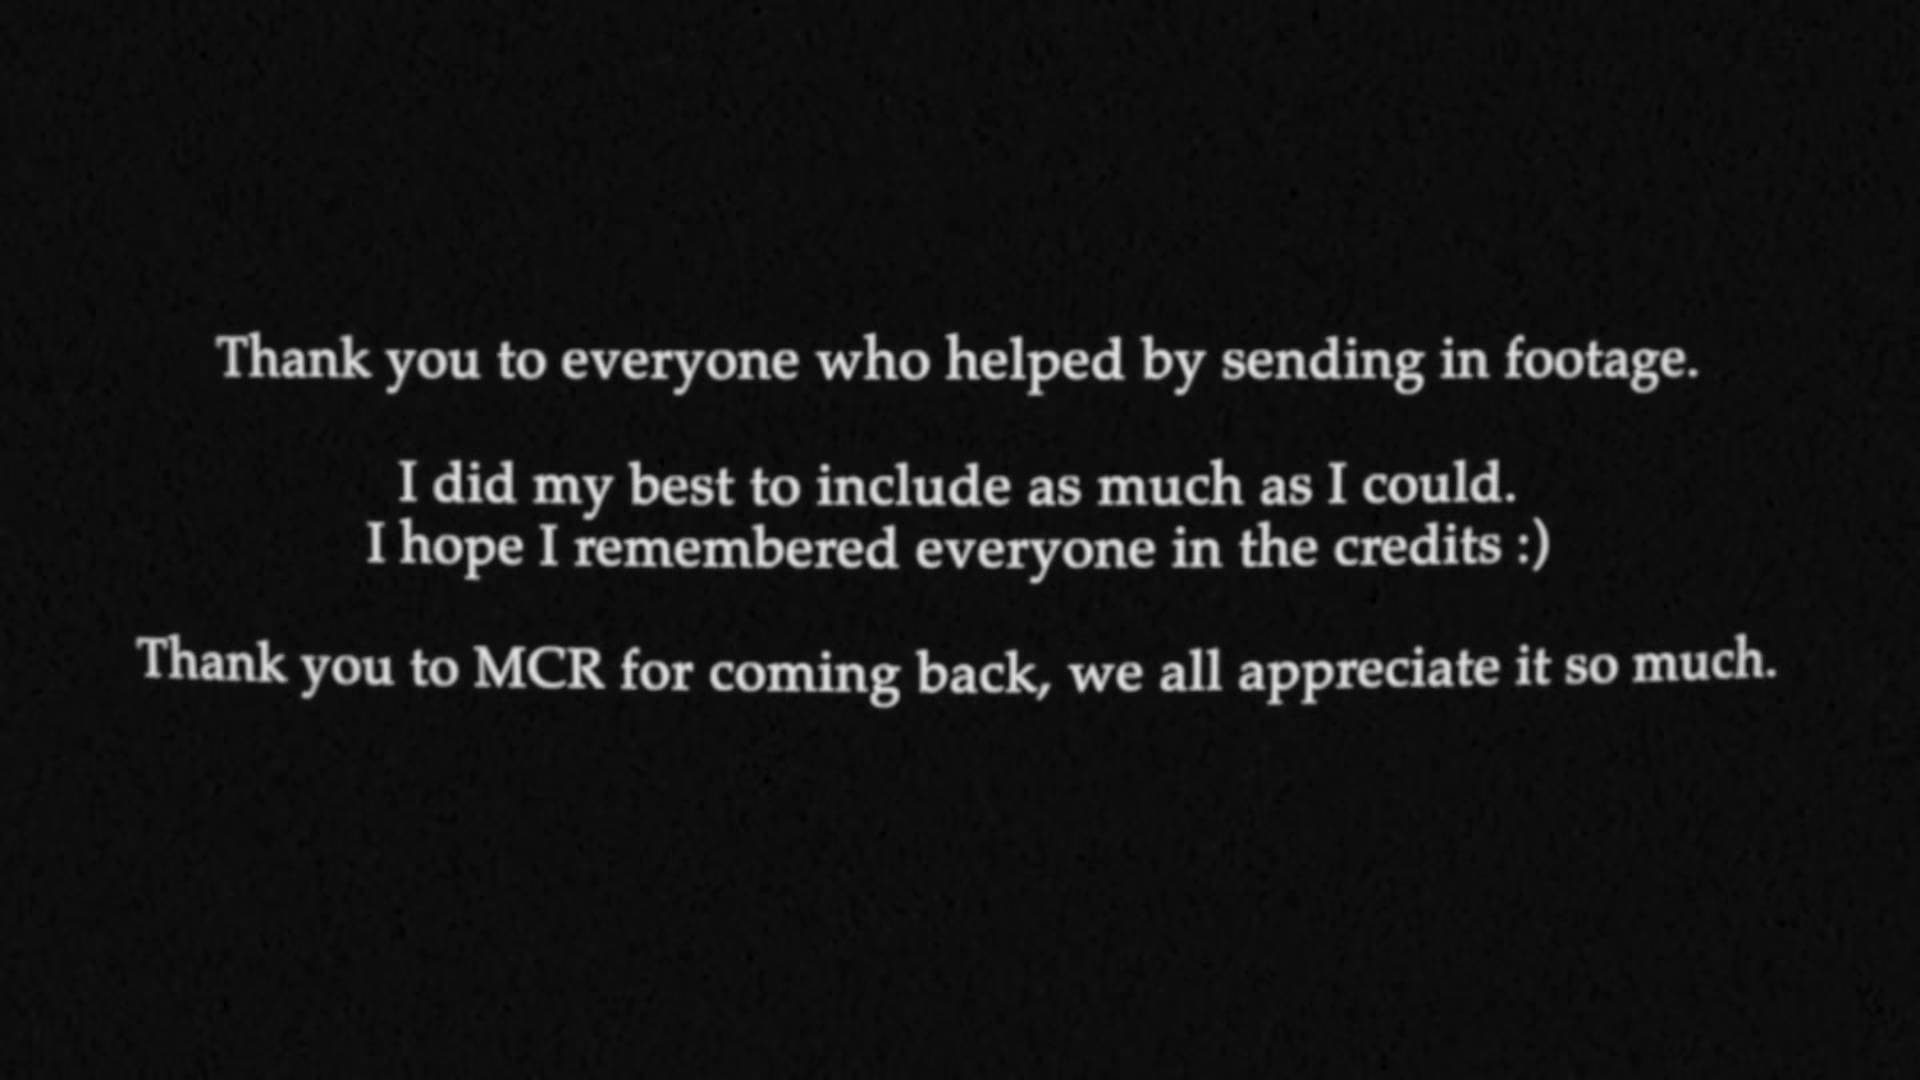 Thank you to everyone who helped by sending in footage.
I did my best to include as much as I could.
I hope I remembered everyone in the credits :)
Thank you to MCR for coming back, we all appreciate it so much.